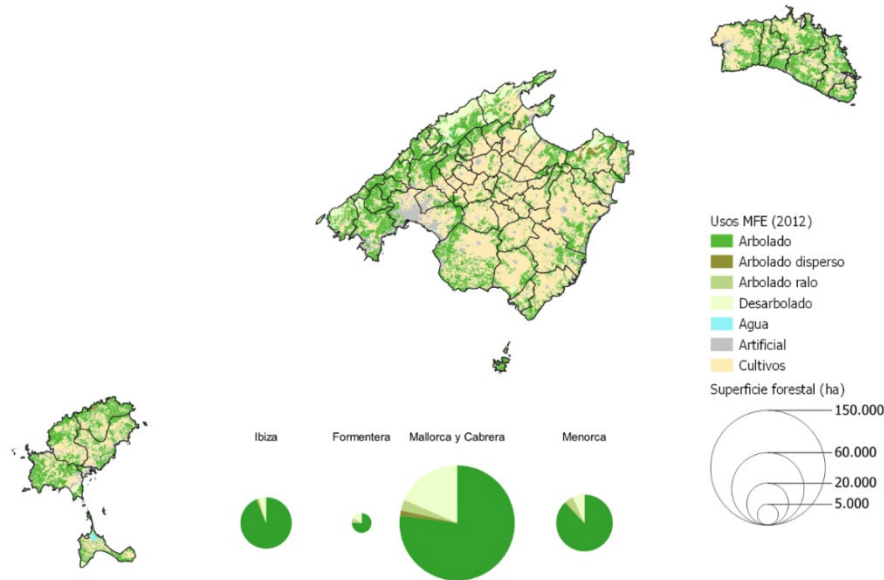 Usos MFE (2012)
Arbolado
Arbolado disperso
Arbolado ralo
Desarbolado
Agua
Artificial
Cultivos
Superficie forestal (ha)
150.000
60.000
20.000
5.000
Ibiza
Formentera
Mallorca y Cabrera
Menorca